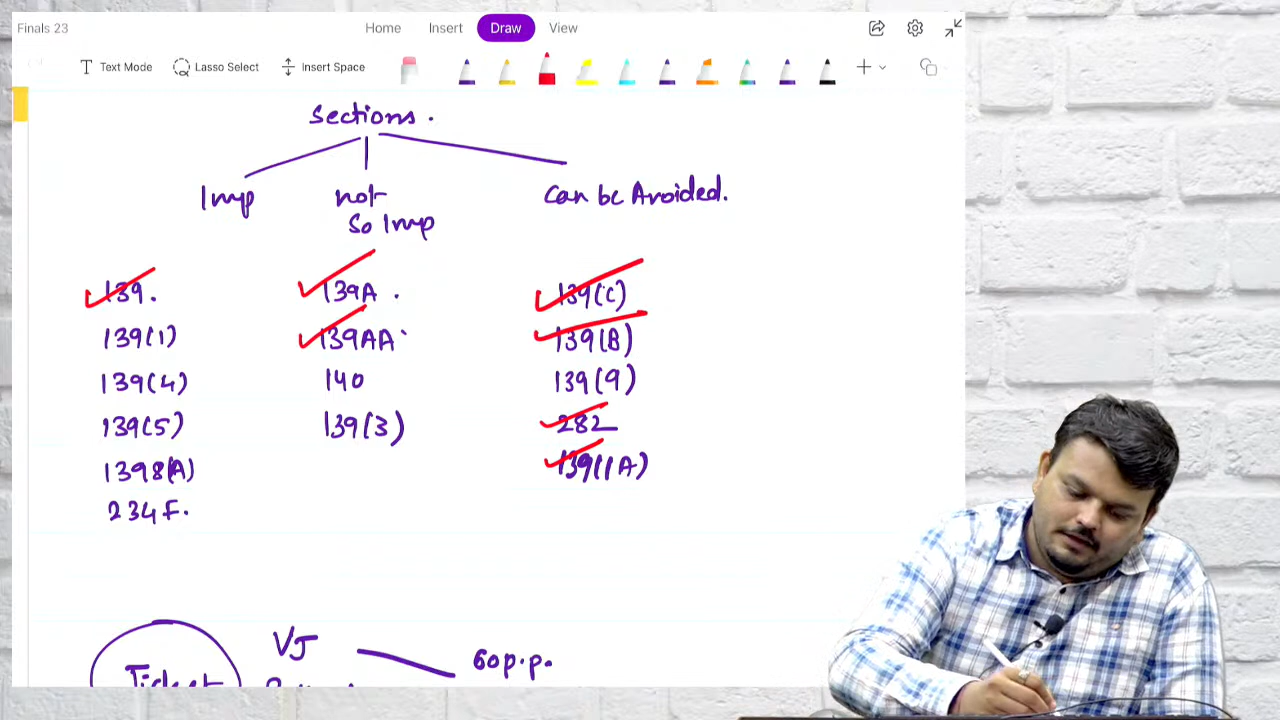 Finals 23
Home Insert Draw View
Text Mode Lasso Select Insert Space
Sections.
Imp not So Imp Can be Avoided.
139. 139A. 139(C)
139(1) 139AA 139(B)
139(4) 140 139(9)
139(5) 139(3) 282
1398(A) 139(1A)
234F.
VJ
Ticket 60p.p.